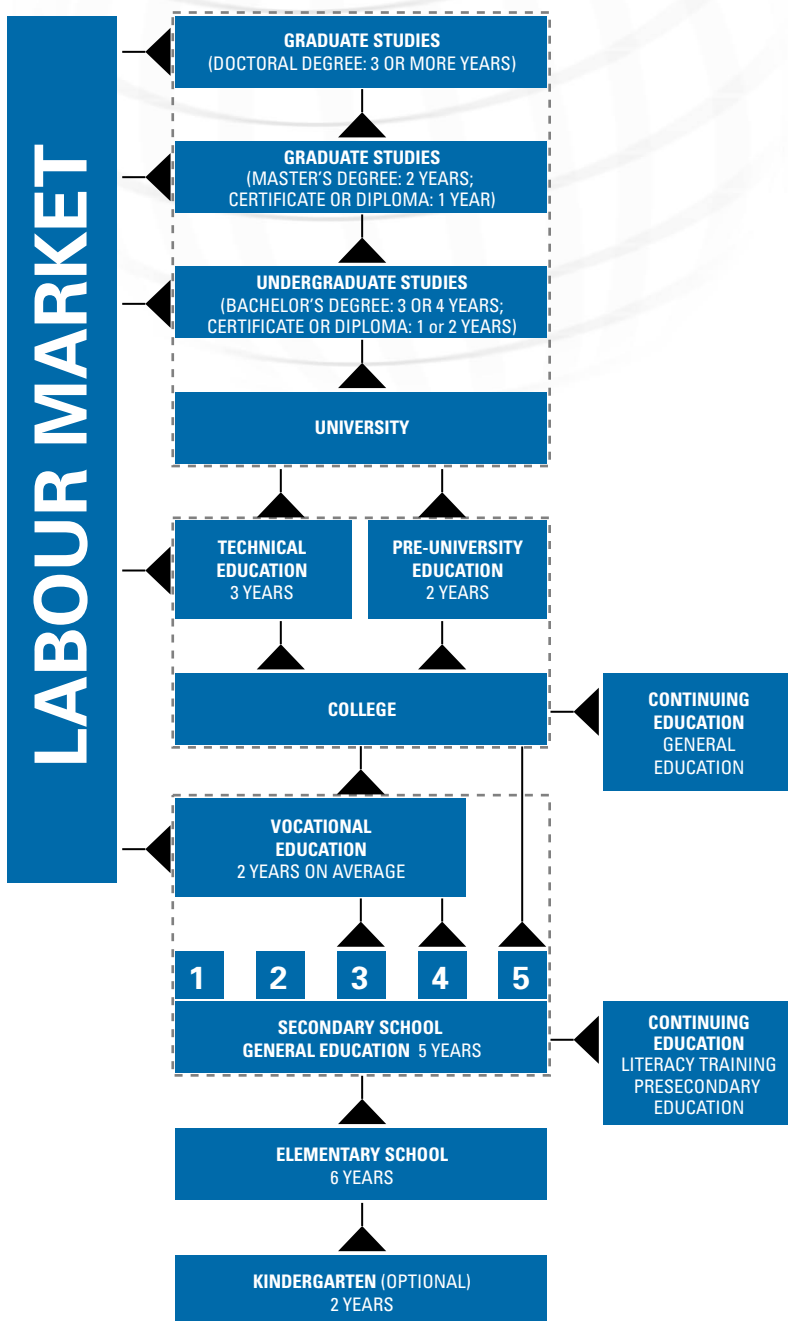 LABOUR MARKET
GRADUATE STUDIES
(DOCTORAL DEGREE: 3 OR MORE YEARS)
GRADUATE STUDIES
(MASTER'S DEGREE: 2 YEARS;
CERTIFICATE OR DIPLOMA: 1 YEAR)
UNDERGRADUATE STUDIES
(BACHELOR'S DEGREE: 3 OR 4 YEARS;
CERTIFICATE OR DIPLOMA: 1 or 2 YEARS)
UNIVERSITY
TECHNICAL
EDUCATION
3 YEARS
PRE-UNIVERSITY
EDUCATION
2 YEARS
COLLEGE
CONTINUING
EDUCATION
GENERAL
EDUCATION
VOCATIONAL
EDUCATION
2 YEARS ON AVERAGE
1 2 3 4 5
SECONDARY SCHOOL
GENERAL EDUCATION 5 YEARS
CONTINUING
EDUCATION
LITERACY TRAINING
PRESECONDARY
EDUCATION
ELEMENTARY SCHOOL
6 YEARS
KINDERGARTEN (OPTIONAL)
2 YEARS